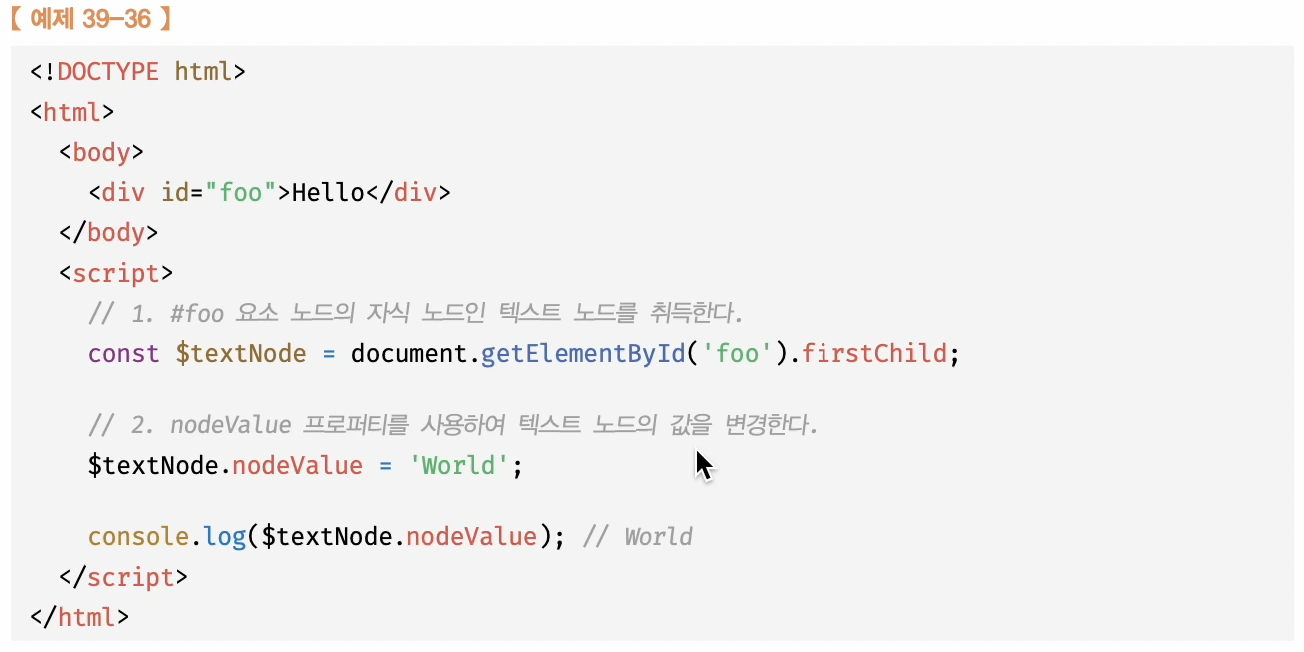 【 예제 39-36 】
<!DOCTYPE html>
<html>
  <body>
    <div id="foo">Hello</div>
  </body>
  <script>
    // 1. #foo 요소 노드의 자식 노드인 텍스트 노드를 취득한다.
    const $textNode = document.getElementById('foo').firstChild;

    // 2. nodeValue 프로퍼티를 사용하여 텍스트 노드의 값을 변경한다.
    $textNode.nodeValue = 'World';

    console.log($textNode.nodeValue); // World
  </script>
</html>